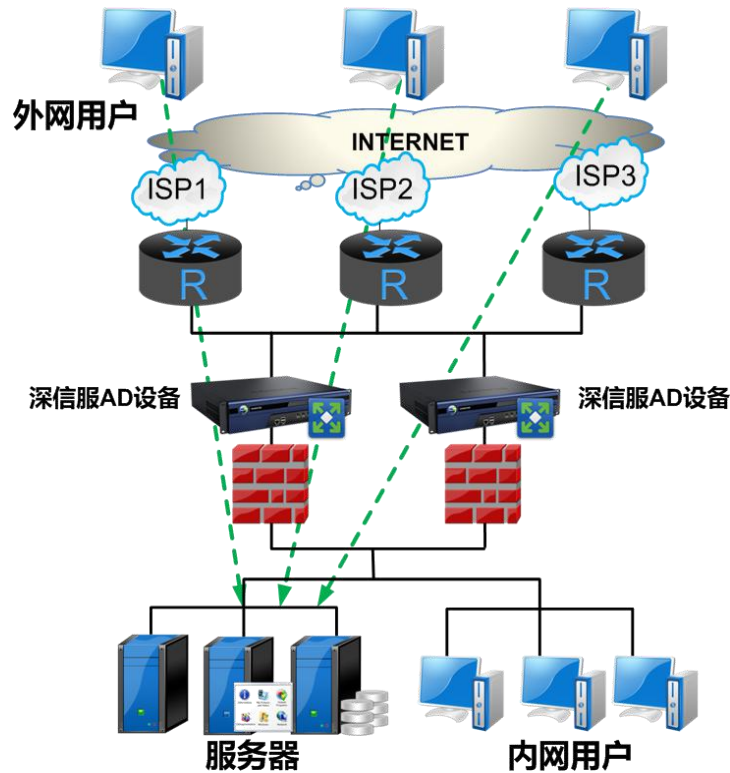 外网用户
INTERNET
ISP1
ISP2
ISP3
R
R
R
深信服AD设备
深信服AD设备
服务器
内网用户